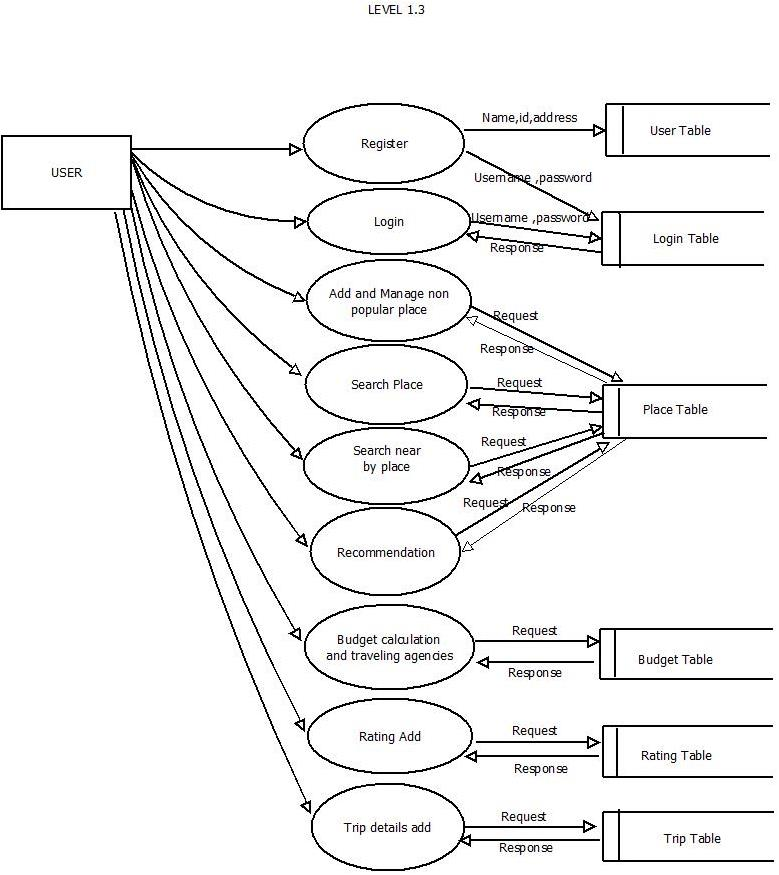 LEVEL 1.3
Name,id,address
User Table
Register
USER
Username ,password
Login
Username ,password
Login Table
Response
Add and Manage non
popular place
Request
Response
Search Place
Request
Response
Place Table
Search near
by place
Request
Response
Request
Response
Recommendation
Budget calculation
and traveling agencies
Request
Response
Budget Table
Rating Add
Request
Response
Rating Table
Trip details add
Request
Response
Trip Table